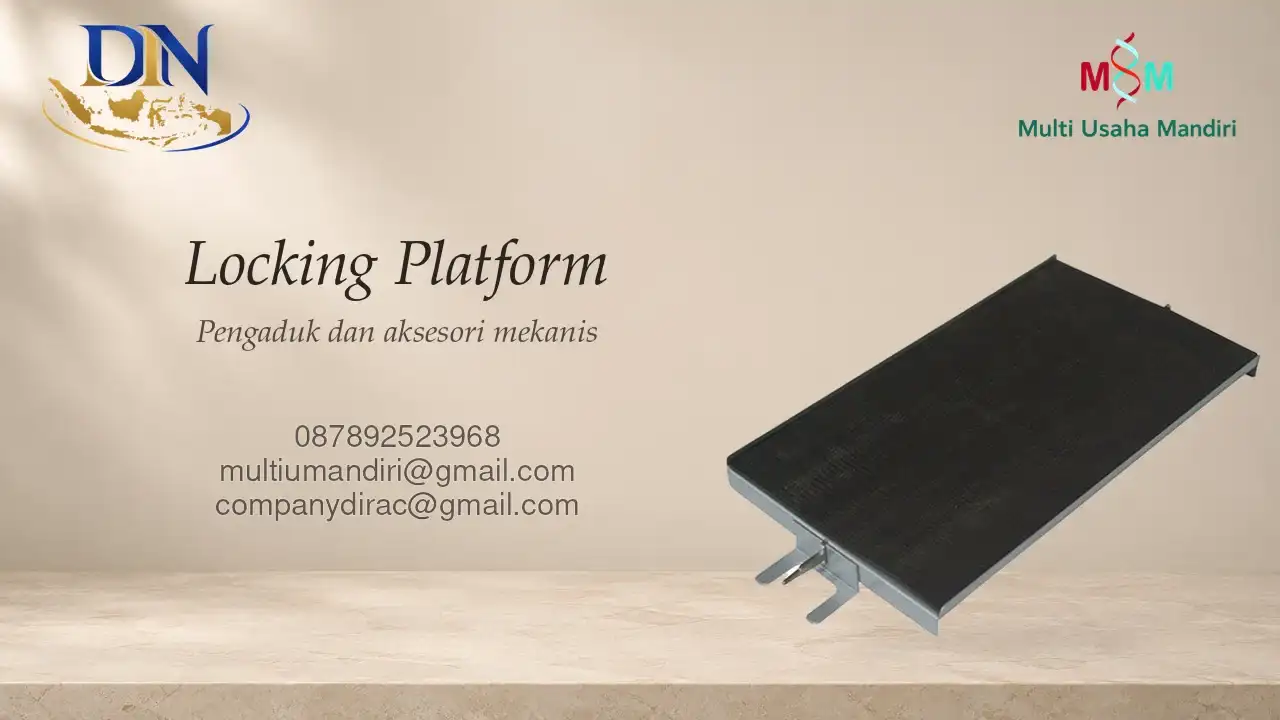 DN
M M
Multi Usaha Mandiri
Locking Platform
Pengaduk dan aksesori mekanis
087892523968
multiumandiri@gmail.com
companydirac@gmail.com